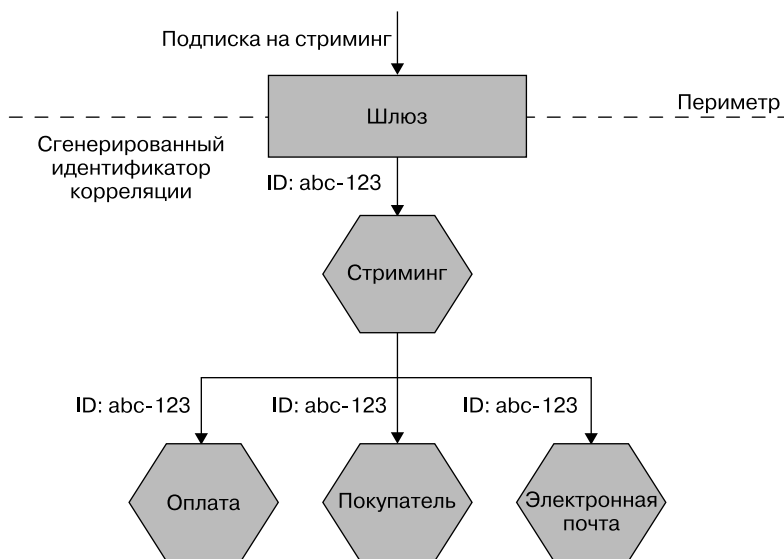 Подписка на стриминг
Шлюз
Периметр
Сгенерированный
идентификатор
корреляции
ID: abc-123
Стриминг
ID: abc-123
ID: abc-123
ID: abc-123
Оплата
Покупатель
Электронная
почта